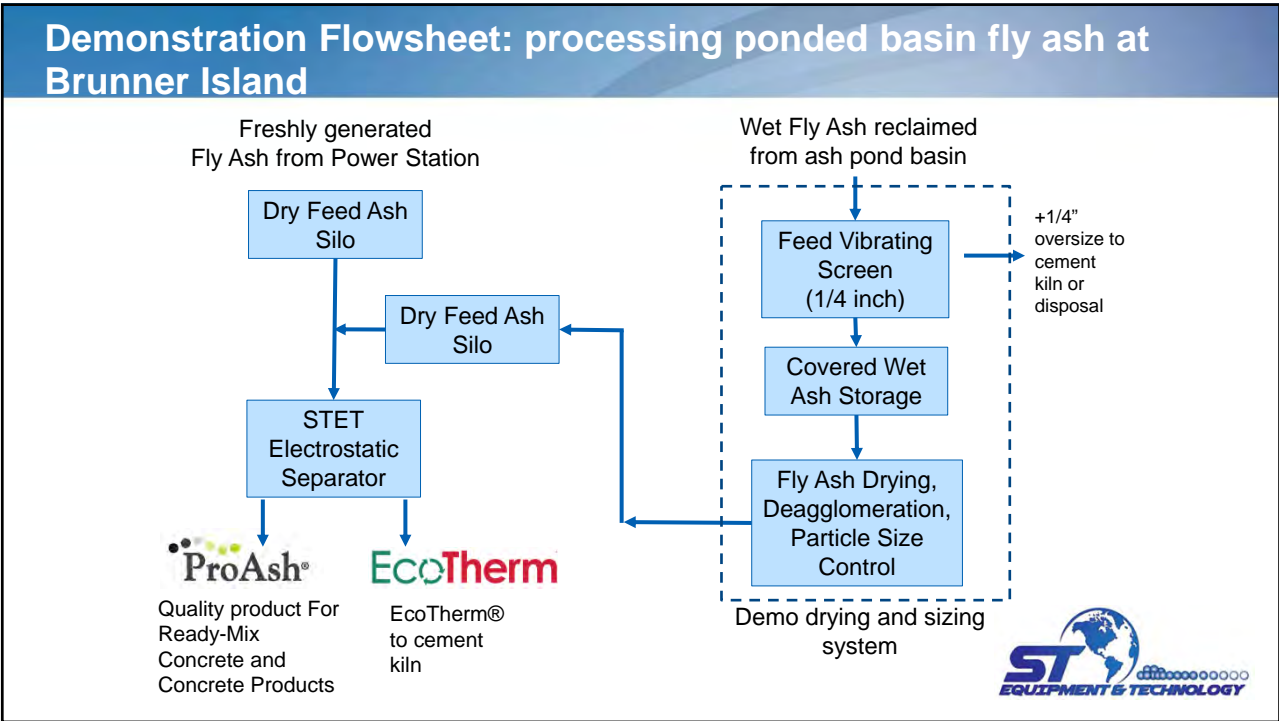 Demonstration Flowsheet: processing ponded basin fly ash at
Brunner Island
Freshly generated
Fly Ash from Power Station
Dry Feed Ash
Silo
Dry Feed Ash
Silo
STET
Electrostatic
Separator
ProAsh®
Quality product For
Ready-Mix
Concrete and
Concrete Products
EcoTherm
EcoTherm®
to cement
kiln
Wet Fly Ash reclaimed
from ash pond basin
Feed Vibrating
Screen
(1/4 inch)
+1/4”
oversize to
cement
kiln or
disposal
Covered Wet
Ash Storage
Fly Ash Drying,
Deagglomeration,
Particle Size
Control
Demo drying and sizing
system
ST
EQUIPMENT & TECHNOLOGY